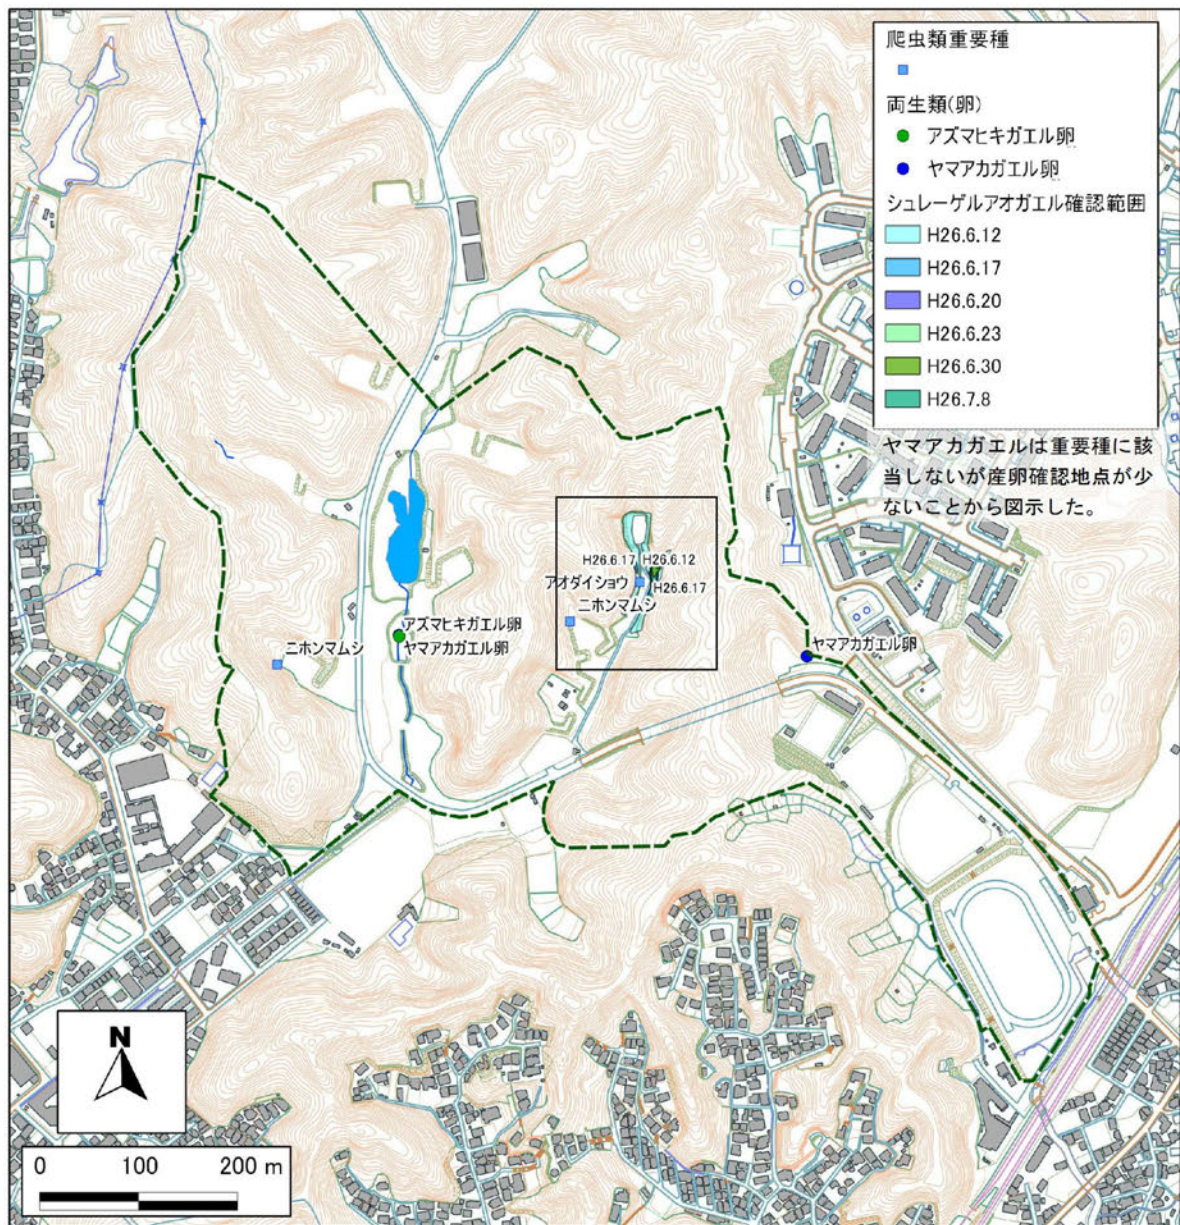 爬虫類重要種
両生類(卵)
アズマヒキガエル卵
ヤマアカガエル卵
シュレーゲルアオガエル確認範囲
H26.6.12
H26.6.17
H26.6.20
H26.6.23
H26.6.30
H26.7.8
ヤマアカガエルは重要種に該
当しないが産卵確認地点が少
ないことから図示した。
H26.6.17
H26.6.12
アオダイショウ
H26.6.17
ニホンマムシ
アズマヒキガエル卵
ヤマアカガエル卵
ニホンマムシ
ヤマアカガエル卵
N
0 100 200 m